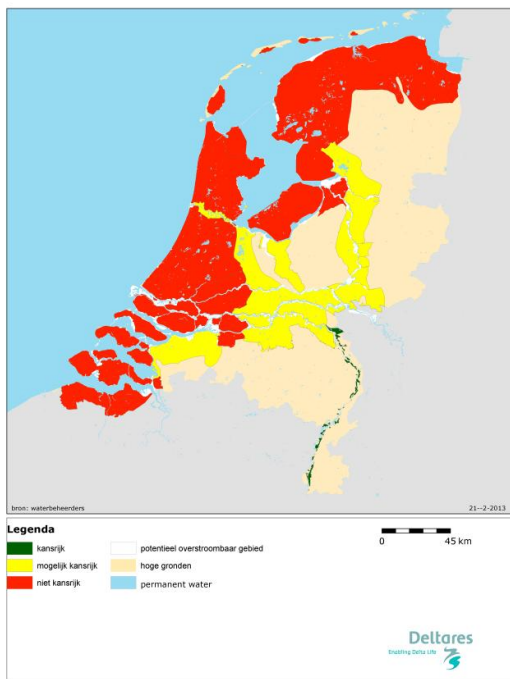 bron: waterbeheerders
21--2-2013
Legenda
kansrijk
mogelijk kansrijk
niet kansrijk
potentieel overstroombaar gebied
hoge gronden
permanent water
0 45 km
Deltares
Enabling Delta Life